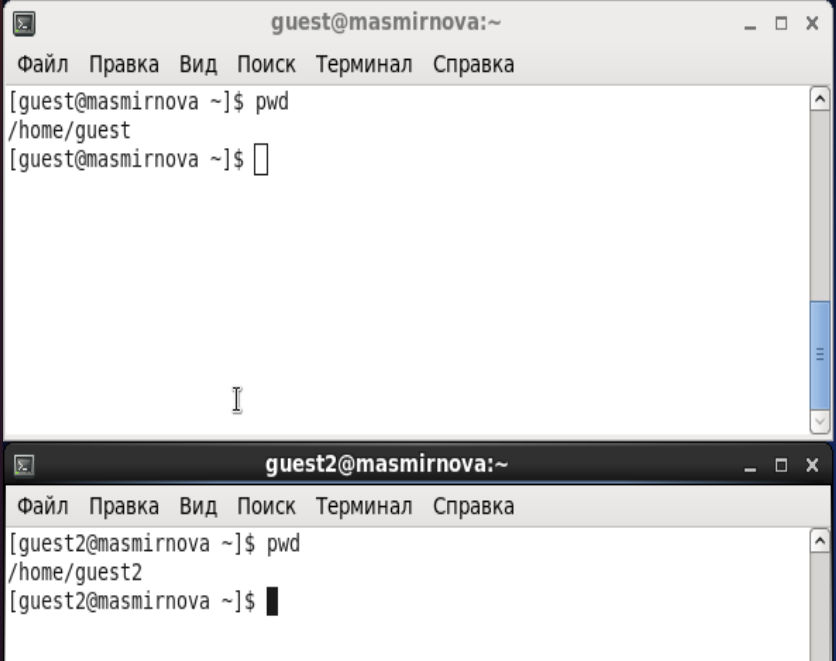 guest@masmirnova:~
Файл Правка Вид Поиск Терминал Справка
[guest@masmirnova ~]$ pwd
/home/guest
[guest@masmirnova ~]$
guest2@masmirnova:~
Файл Правка Вид Поиск Терминал Справка
[guest2@masmirnova ~]$ pwd
/home/guest2
[guest2@masmirnova ~]$